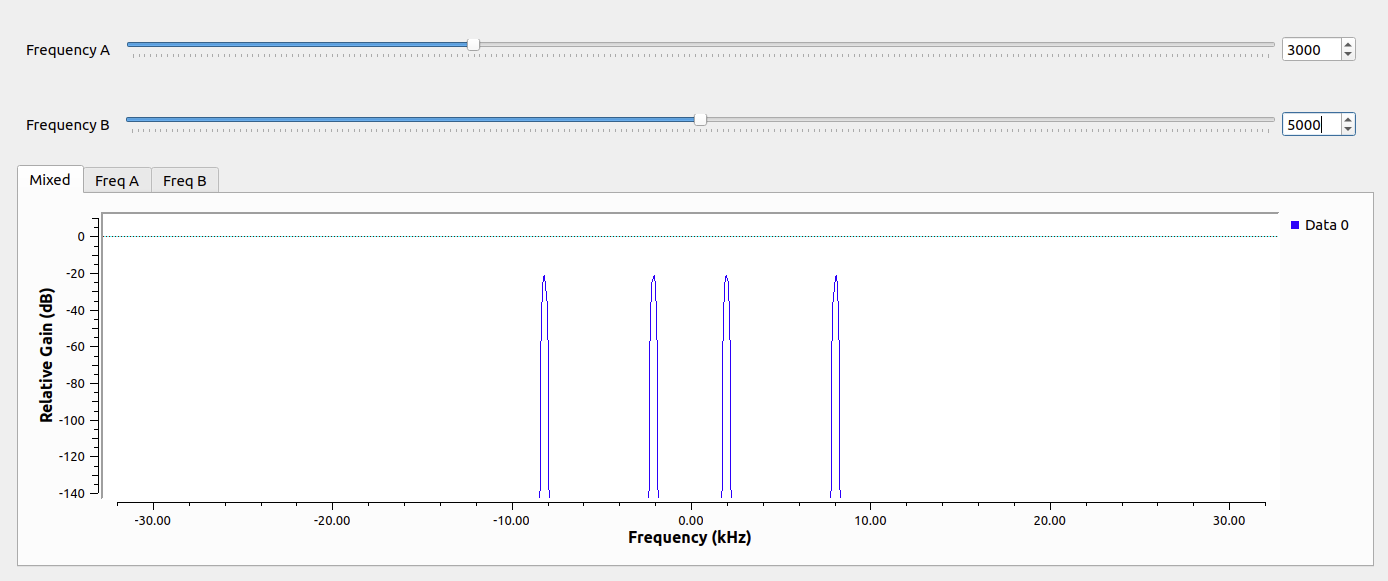 Frequency A 3000
Frequency B 5000
Mixed Freq A Freq B
Data 0
0
-20
-40
-60
-80
-100
-120
-140
Relative Gain (dB)
-30.00 -20.00 -10.00 0.00 10.00 20.00 30.00
Frequency (kHz)